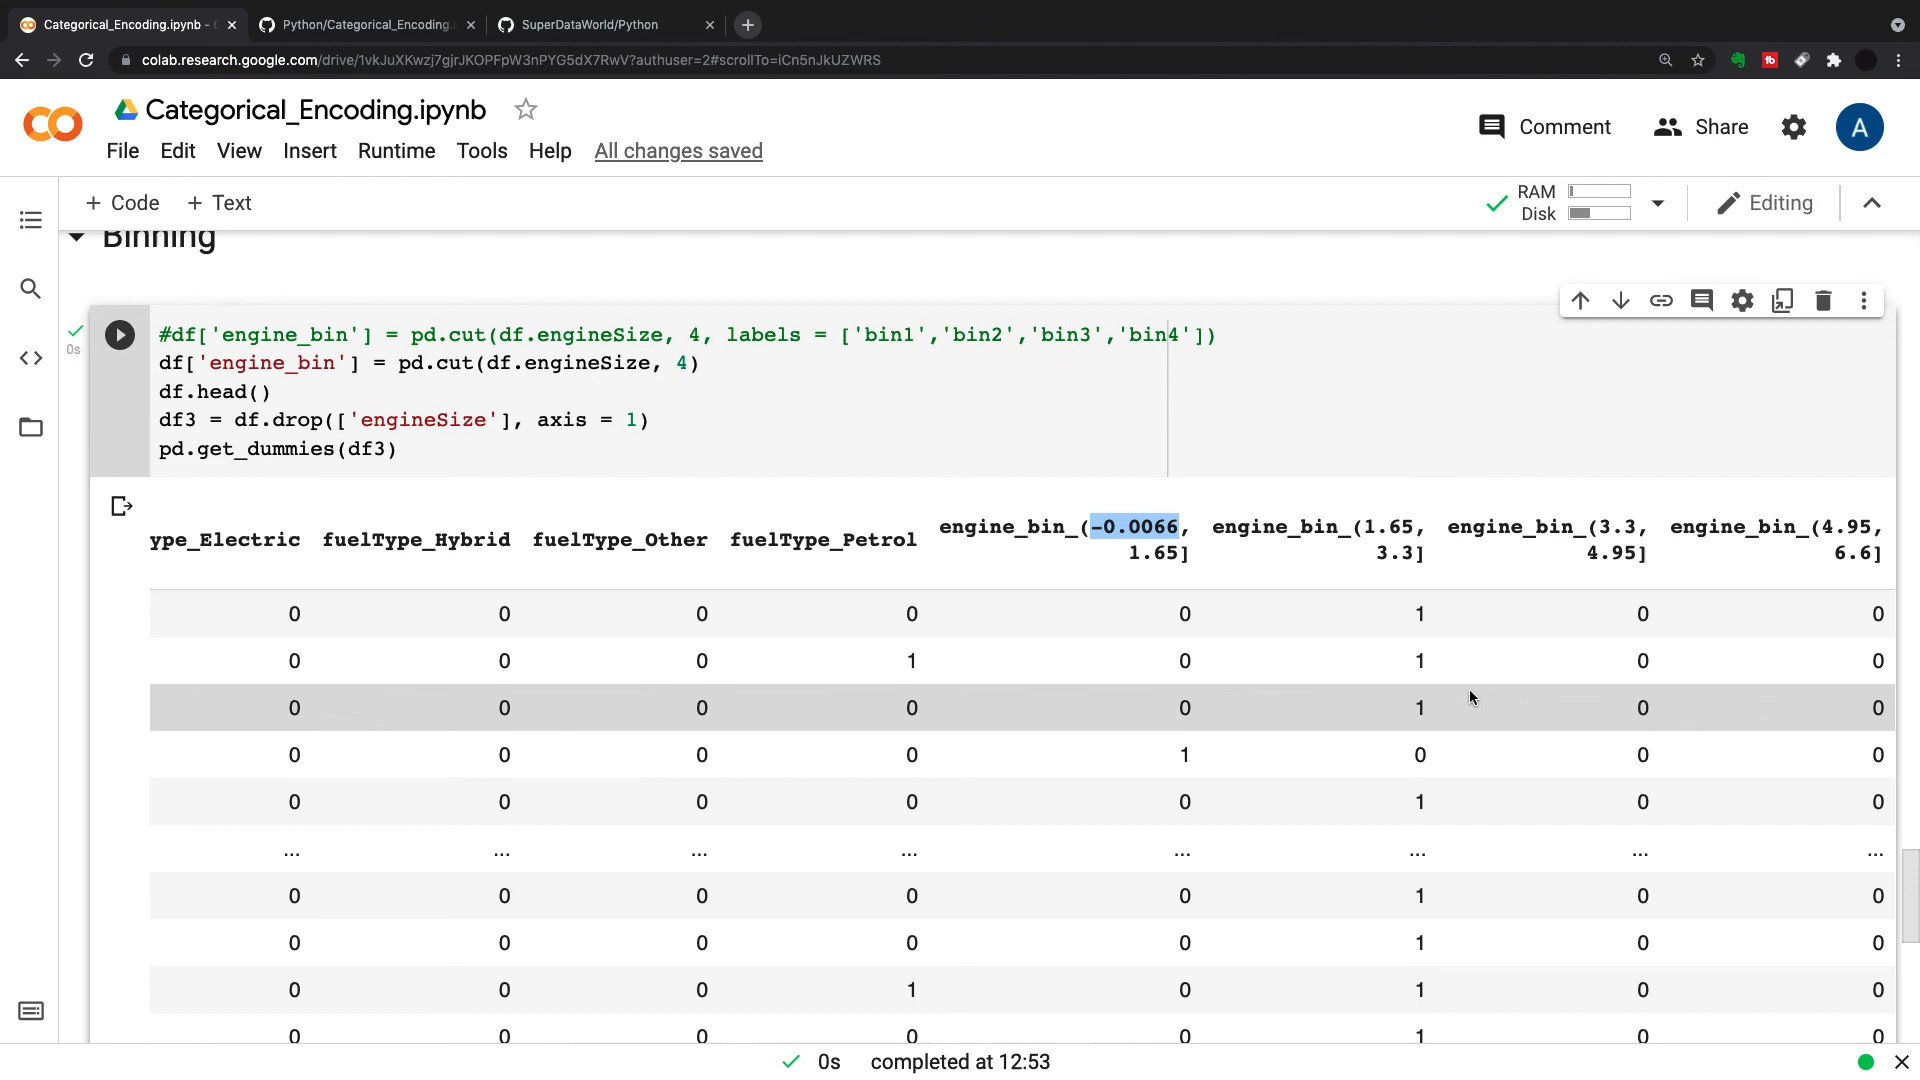 Categorical_Encoding.ipynb -
Python/Categorical_Encoding.
SuperDataWorld/Python
colab.research.google.com/drive/1vkJuXKwzj7gjrJKOPFpW3nPYG5dX7RwV?authuser=2#scrollTo=iCn5nJkUZWRS
Categorical_Encoding.ipynb
Comment
Share
A
File Edit View Insert Runtime Tools Help All changes saved
+ Code + Text
RAM
Disk
Editing
Binning
0s
#df['engine_bin'] = pd.cut(df.engineSize, 4, labels = ['bin1','bin2','bin3','bin4'])
df['engine_bin'] = pd.cut(df.engineSize, 4)
df.head()
df3 = df.drop(['engineSize'], axis = 1)
pd.get_dummies(df3)
ype_Electric fuelType_Hybrid fuelType_Other fuelType_Petrol engine_bin_(-0.0066, 1.65] engine_bin_(1.65, 3.3] engine_bin_(3.3, 4.95] engine_bin_(4.95, 6.6]
0 0 0 0 0 1 0 0
0 0 0 1 0 1 0 0
0 0 0 0 0 1 0 0
0 0 0 0 1 0 0 0
0 0 0 0 0 1 0 0
... ... ... ... ... ... ... ...
0 0 0 0 0 1 0 0
0 0 0 0 0 1 0 0
0 0 0 1 0 1 0 0
0 0 0 0 0 1 0 0
0s completed at 12:53